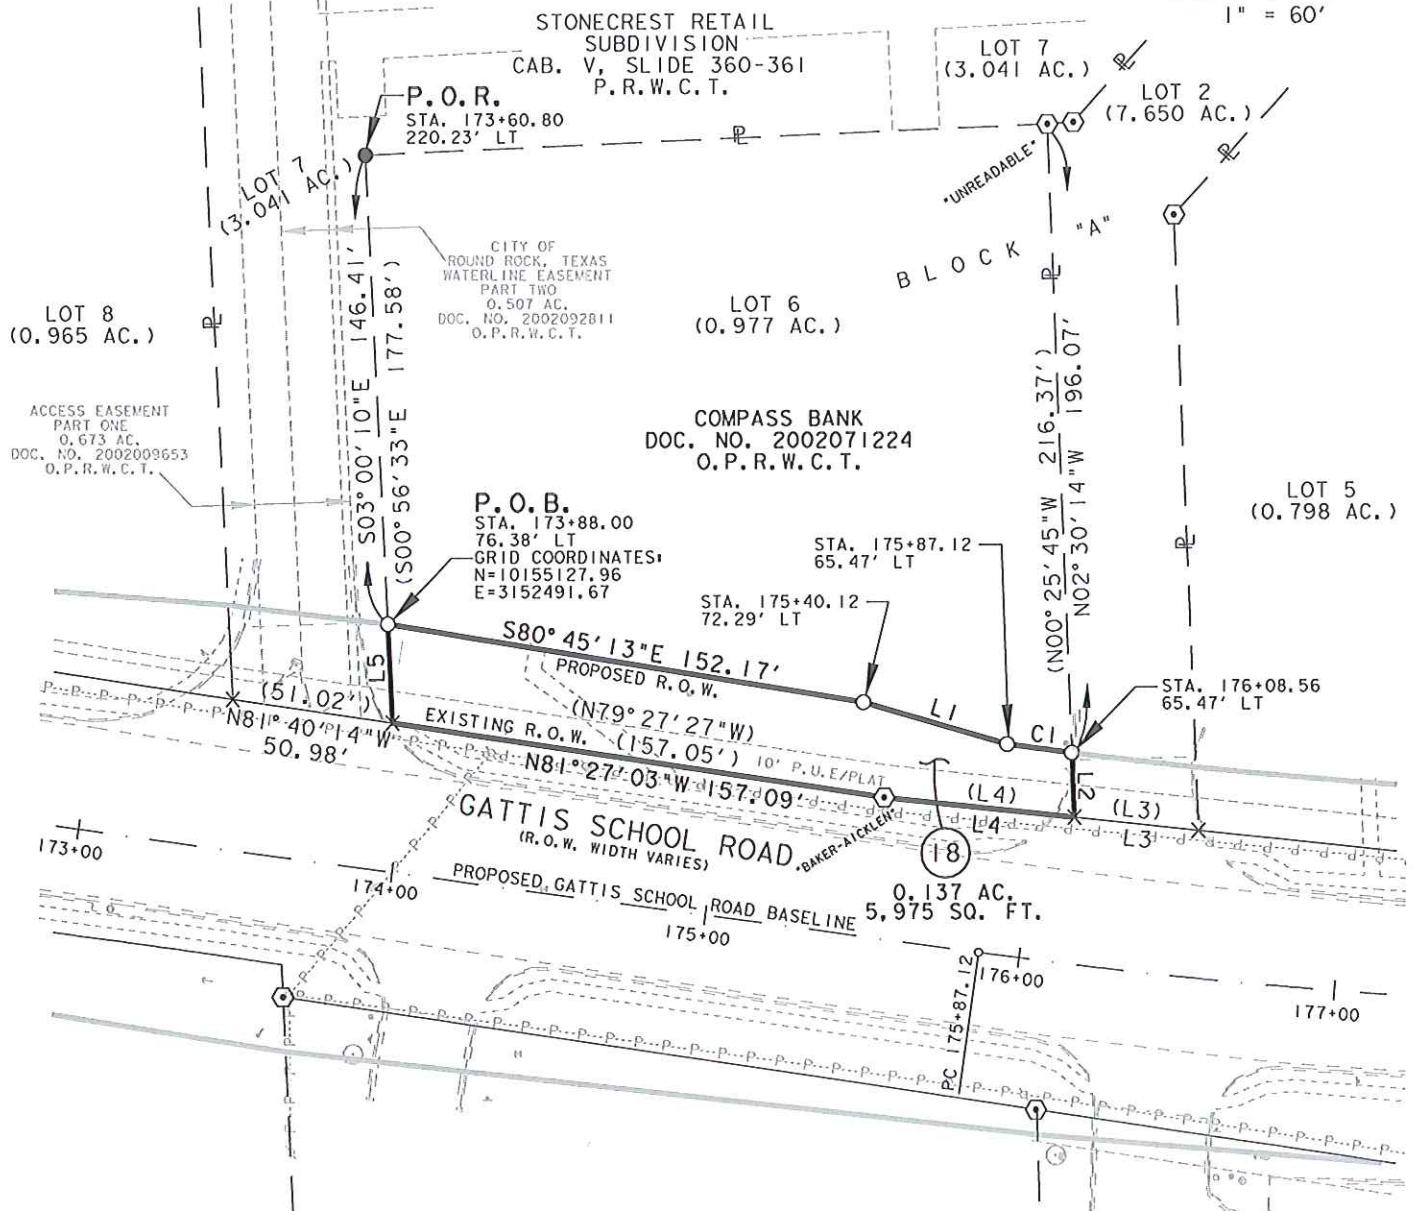 1" = 60'
STONECREST RETAIL
SUBDIVISION
CAB. V, SLIDE 360-361
P.R.W.C.T.
LOT 7
(3.041 AC.)
LOT 2
(7.650 AC.)
P.O.R.
STA. 173+60.80
220.23' LT
LOT 7
(3.041 AC.)
"UNREADABLE"
BLOCK "A"
CITY OF
ROUND ROCK, TEXAS
WATERLINE EASEMENT
PART TWO
0.507 AC.
DOC. NO. 2002092811
O.P.R.W.C.T.
LOT 8
(0.965 AC.)
LOT 6
(0.977 AC.)
S03°00'10"E 146.41'
(S00°56'33"E 177.58')
(N00°25'45"W 216.37')
N02°30'14"W 196.07'
ACCESS EASEMENT
PART ONE
0.673 AC.
DOC. NO. 2002009653
O.P.R.W.C.T.
COMPASS BANK
DOC. NO. 2002071224
O.P.R.W.C.T.
LOT 5
(0.798 AC.)
P.O.B.
STA. 173+88.00
76.38' LT
GRID COORDINATES:
N=10155127.96
E=3152491.67
STA. 175+87.12
65.47' LT
STA. 175+40.12
72.29' LT
S80°45'13"E 152.17'
PROPOSED R.O.W.
L5
L1
C1
STA. 176+08.56
65.47' LT
L2
(51.02')
N81°40'14"W
50.98'
EXISTING R.O.W.
(N79°27'27"W)
(157.05')
10' P.U.E/PLAT
N81°27'03"W 157.09'
(L4)
L4
(L3)
L3
GATTIS SCHOOL ROAD
(R.O.W. WIDTH VARIES)
"BAKER-AICKLEN"
18
0.137 AC.
5,975 SQ. FT.
PROPOSED GATTIS SCHOOL ROAD BASELINE
173+00
174+00
175+00
176+00
177+00
PC 175+87.12